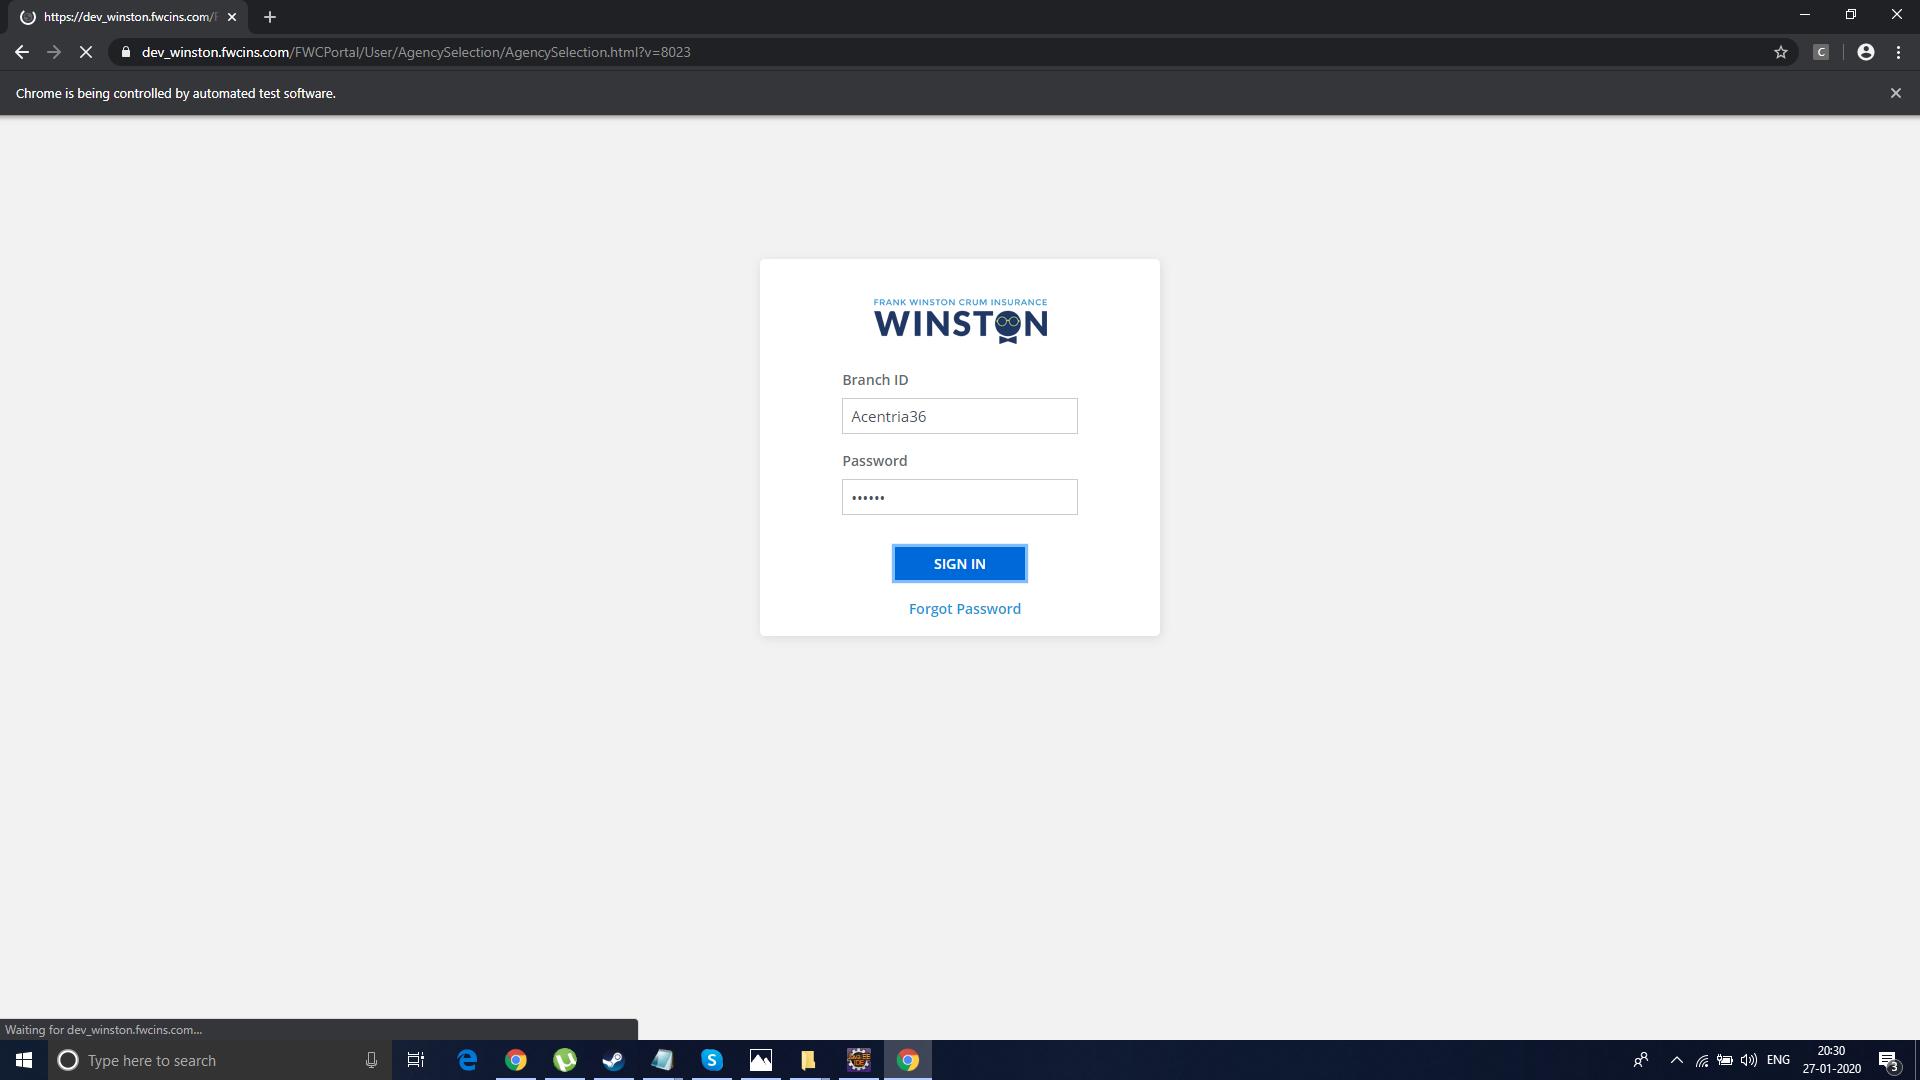 https://dev_winston.fwcins.com/
dev_winston.fwcins.com/FWCPortal/User/AgencySelection/AgencySelection.html?v=8023
C
Chrome is being controlled by automated test software.
FRANK WINSTON CRUM INSURANCE
WINSTON
Branch ID
Acentria36
Password
••••••
SIGN IN
Forgot Password
Waiting for dev_winston.fwcins.com...
Type here to search
ENG
20:30
27-01-2020
3